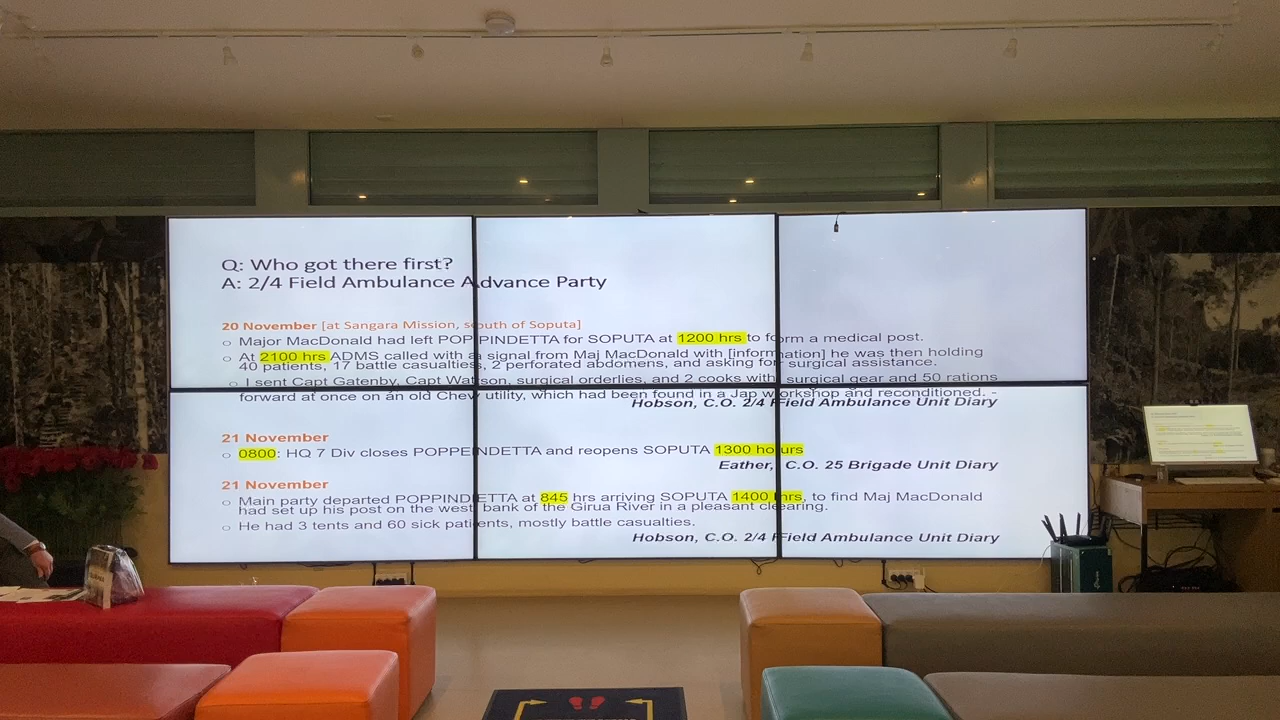 Q: Who got there first?
A: 2/4 Field Ambulance Advance Party
20 November [at Sangara Mission, south of Soputa]
○ Major MacDonald had left POPPINDETTA for SOPUTA at 1200 hrs to form a medical post.
○ At 2100 hrs ADMS called with a signal from Maj MacDonald with [information] he was then holding
40 patients, 17 battle casualties, 2 perforated abdomens, and asking for surgical assistance.
○ I sent Capt Gatenby, Capt Watson, surgical orderlies, and 2 cooks with surgical gear and 50 rations
forward at once on an old Chev utility, which had been found in a Jap workshop and reconditioned. -
Hobson, C.O. 2/4 Field Ambulance Unit Diary
21 November
○ 0800: HQ 7 Div closes POPPENDETTA and reopens SOPUTA 1300 hours
Eather, C.O. 25 Brigade Unit Diary
21 November
○ Main party departed POPPINDETTA at 845 hrs arriving SOPUTA 1400 hrs, to find Maj MacDonald
had set up his post on the west bank of the Girua River in a pleasant clearing.
○ He had 3 tents and 60 sick patients, mostly battle casualties.
Hobson, C.O. 2/4 Field Ambulance Unit Diary